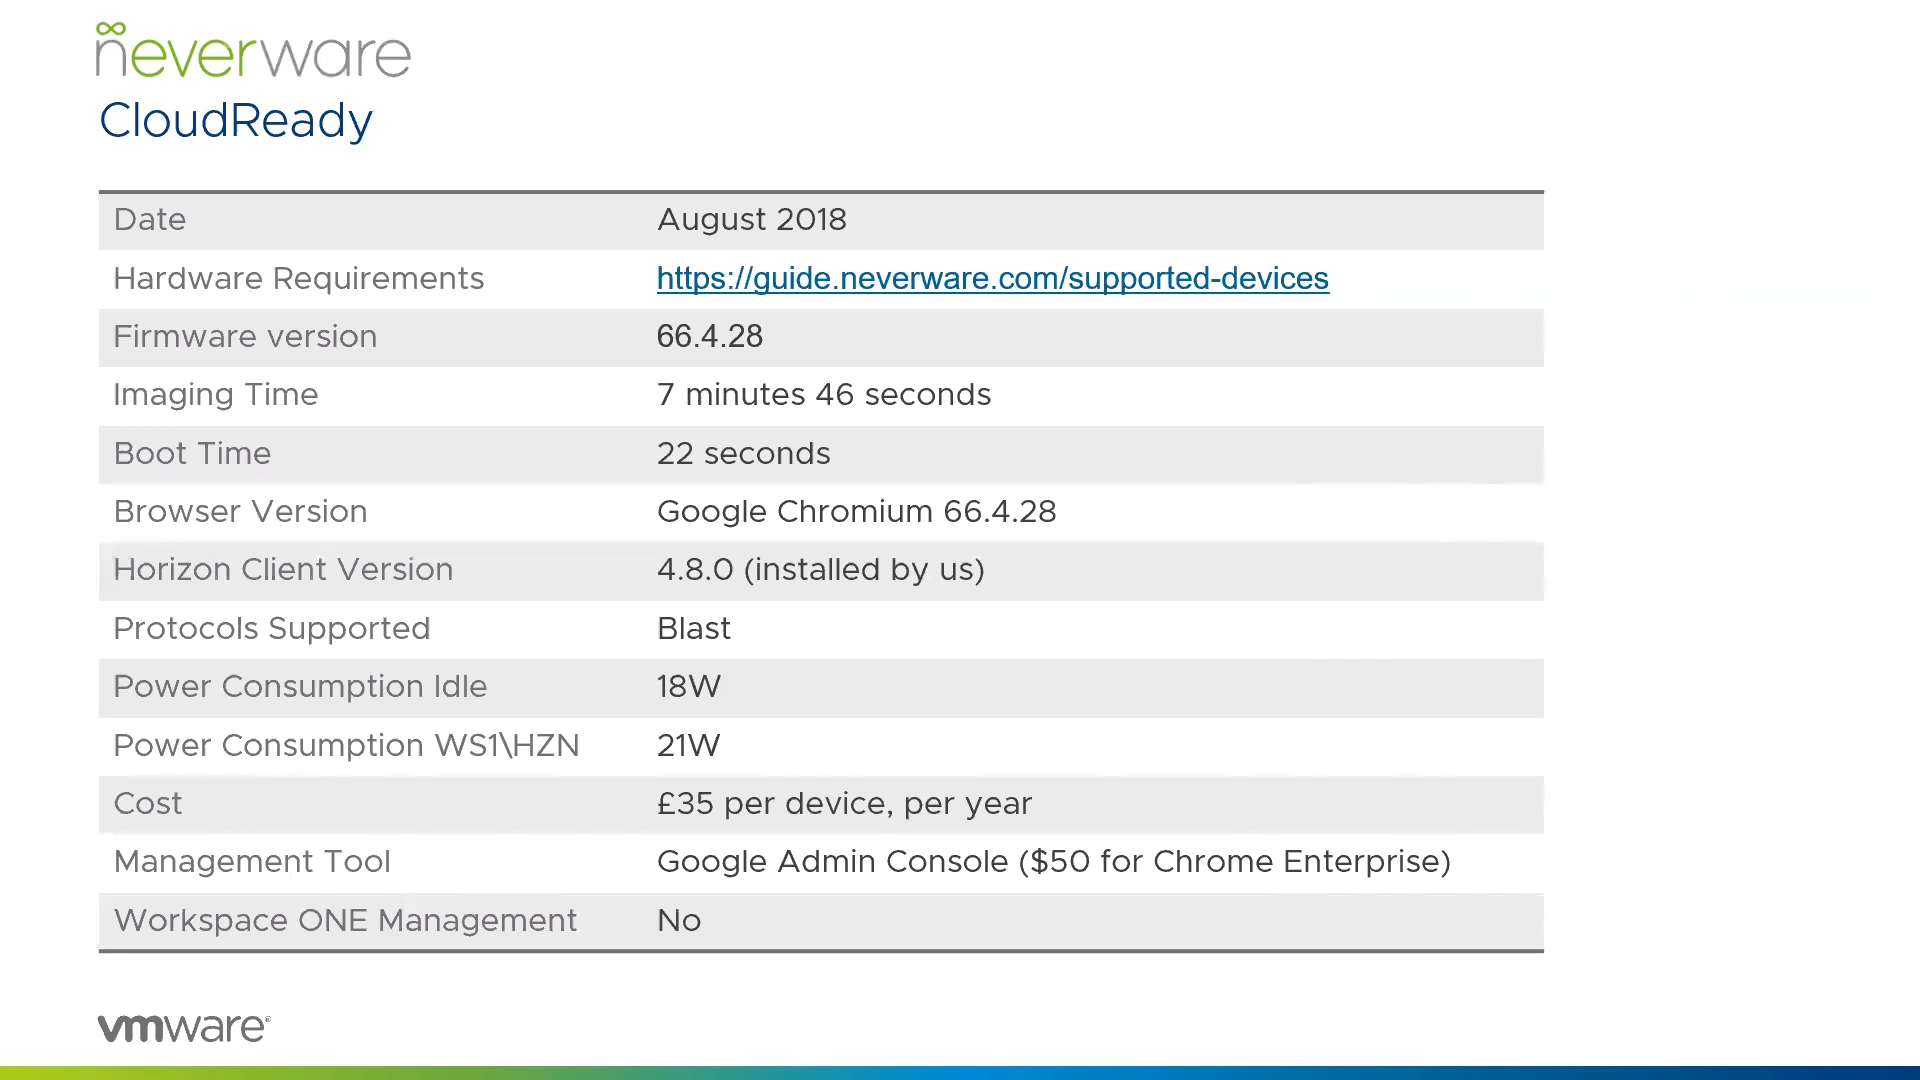 neverware
CloudReady
Date August 2018
Hardware Requirements https://guide.neverware.com/supported-devices
Firmware version 66.4.28
Imaging Time 7 minutes 46 seconds
Boot Time 22 seconds
Browser Version Google Chromium 66.4.28
Horizon Client Version 4.8.0 (installed by us)
Protocols Supported Blast
Power Consumption Idle 18W
Power Consumption WS1\HZN 21W
Cost £35 per device, per year
Management Tool Google Admin Console ($50 for Chrome Enterprise)
Workspace ONE Management No
vmware®